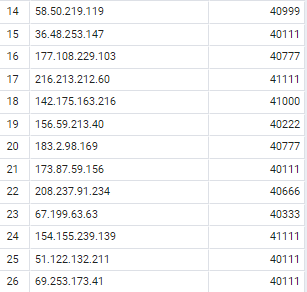 14 58.50.219.119 40999
15 36.48.253.147 40111
16 177.108.229.103 40777
17 216.213.212.60 41111
18 142.175.163.216 41000
19 156.59.213.40 40222
20 183.2.98.169 40777
21 173.87.59.156 40111
22 208.237.91.234 40666
23 67.199.63.63 40333
24 154.155.239.139 41111
25 51.122.132.211 40111
26 69.253.173.41 40111